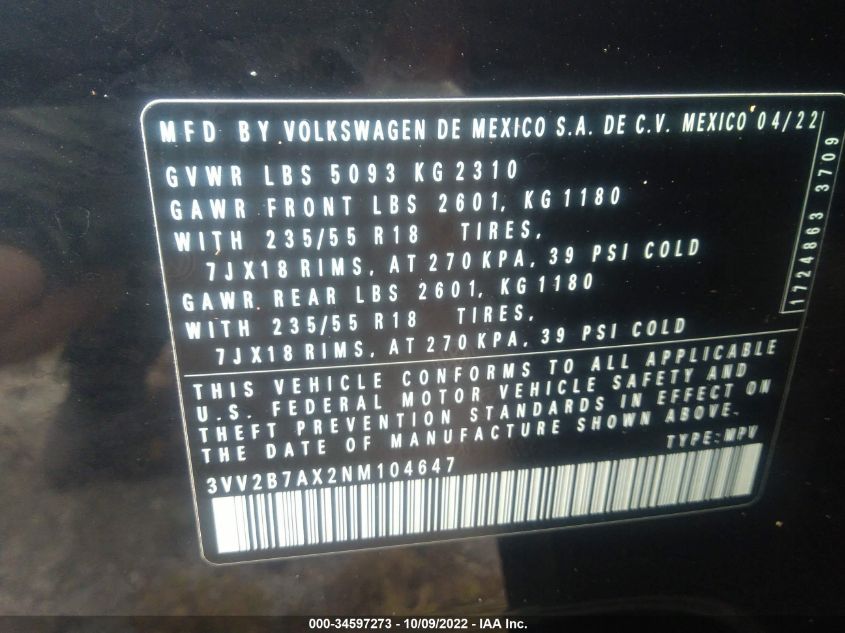 MFD BY VOLKSWAGEN DE MEXICO S.A. DE C.V. MEXICO 04/22
GVWR LBS 5093 KG 2310
GAWR FRONT LBS 2601, KG 1180
WITH 235/55 R18 TIRES,
7JX18 RIMS, AT 270 KPA, 39 PSI COLD
GAWR REAR LBS 2601, KG 1180
WITH 235/55 R18 TIRES,
7JX18 RIMS, AT 270 KPA, 39 PSI COLD
1724863 3709
THIS VEHICLE CONFORMS TO ALL APPLICABLE
U.S. FEDERAL MOTOR VEHICLE SAFETY AND
THEFT PREVENTION STANDARDS IN EFFECT ON
THE DATE OF MANUFACTURE SHOWN ABOVE.
TYPE: MPV
3VV2B7AX2NM104647
000-34597273 - 10/09/2022 - IAA Inc.